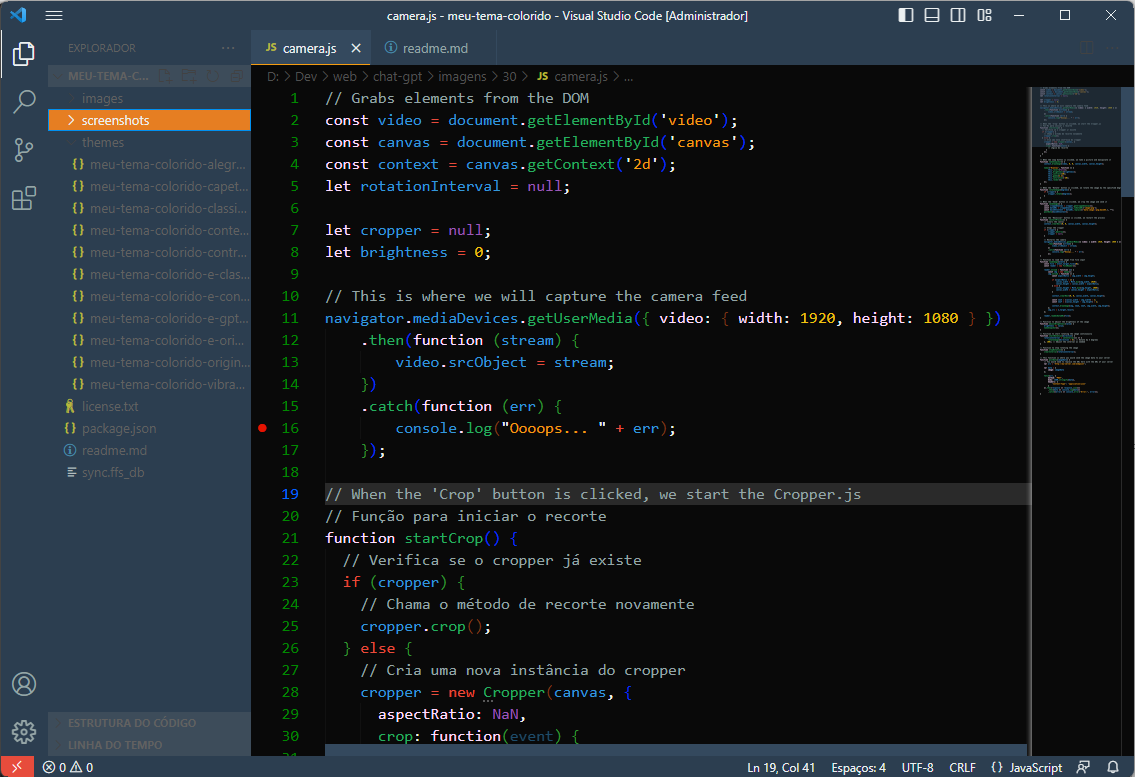 camera.js - meu-tema-colorido - Visual Studio Code [Administrador]
EXPLORADOR ...
JS camera.js
readme.md
D: > Dev > web > chat-gpt > imagens > 30 > JS camera.js > ...
MEU-TEMA-C...
images
screenshots
themes
{} meu-tema-colorido-alegr...
{} meu-tema-colorido-capet...
{} meu-tema-colorido-classi...
{} meu-tema-colorido-conte...
{} meu-tema-colorido-contr...
{} meu-tema-colorido-e-clas...
{} meu-tema-colorido-e-con...
{} meu-tema-colorido-e-gpt...
{} meu-tema-colorido-e-ori...
{} meu-tema-colorido-origin...
{} meu-tema-colorido-vibra...
license.txt
{} package.json
readme.md
sync.ffs_db
ESTRUTURA DO CÓDIGO
LINHA DO TEMPO
1 // Grabs elements from the DOM
2 const video = document.getElementById('video');
3 const canvas = document.getElementById('canvas');
4 const context = canvas.getContext('2d');
5 let rotationInterval = null;
6
7 let cropper = null;
8 let brightness = 0;
9
10 // This is where we will capture the camera feed
11 navigator.mediaDevices.getUserMedia({ video: { width: 1920, height: 1080 } })
12 .then(function (stream) {
13 video.srcObject = stream;
14 })
15 .catch(function (err) {
16 console.log("Oooops... " + err);
17 });
18
19 // When the 'Crop' button is clicked, we start the Cropper.js
20 // Função para iniciar o recorte
21 function startCrop() {
22 // Verifica se o cropper já existe
23 if (cropper) {
24 // Chama o método de recorte novamente
25 cropper.crop();
26 } else {
27 // Cria uma nova instância do cropper
28 cropper = new Cropper(canvas, {
29 aspectRatio: NaN,
30 crop: function(event) {
31
0 0
Ln 19, Col 41
Espaços: 4
UTF-8
CRLF
{} JavaScript